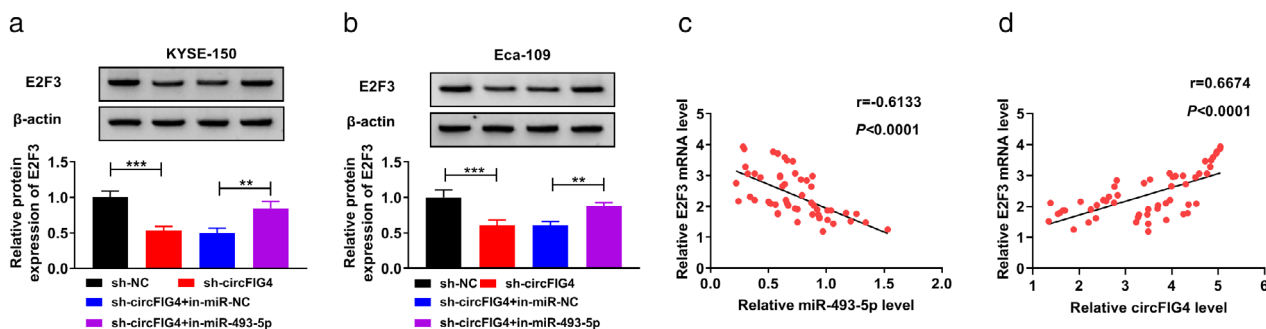 a
KYSE-150
E2F3
β-actin
Relative protein
expression of E2F3
1.5
1.0
0.5
0.0
***
**
sh-NC
sh-circFIG4
sh-circFIG4+in-miR-NC
sh-circFIG4+in-miR-493-5p
b
Eca-109
E2F3
β-actin
Relative protein
expression of E2F3
1.5
1.0
0.5
0.0
***
**
sh-NC
sh-circFIG4
sh-circFIG4+in-miR-NC
sh-circFIG4+in-miR-493-5p
c
r=-0.6133
P<0.0001
Relative E2F3 mRNA level
5
4
3
2
1
0
0.0 0.5 1.0 1.5 2.0
Relative miR-493-5p level
d
r=0.6674
P<0.0001
Relative E2F3 mRNA level
5
4
3
2
1
0
1 2 3 4 5 6
Relative circFIG4 level